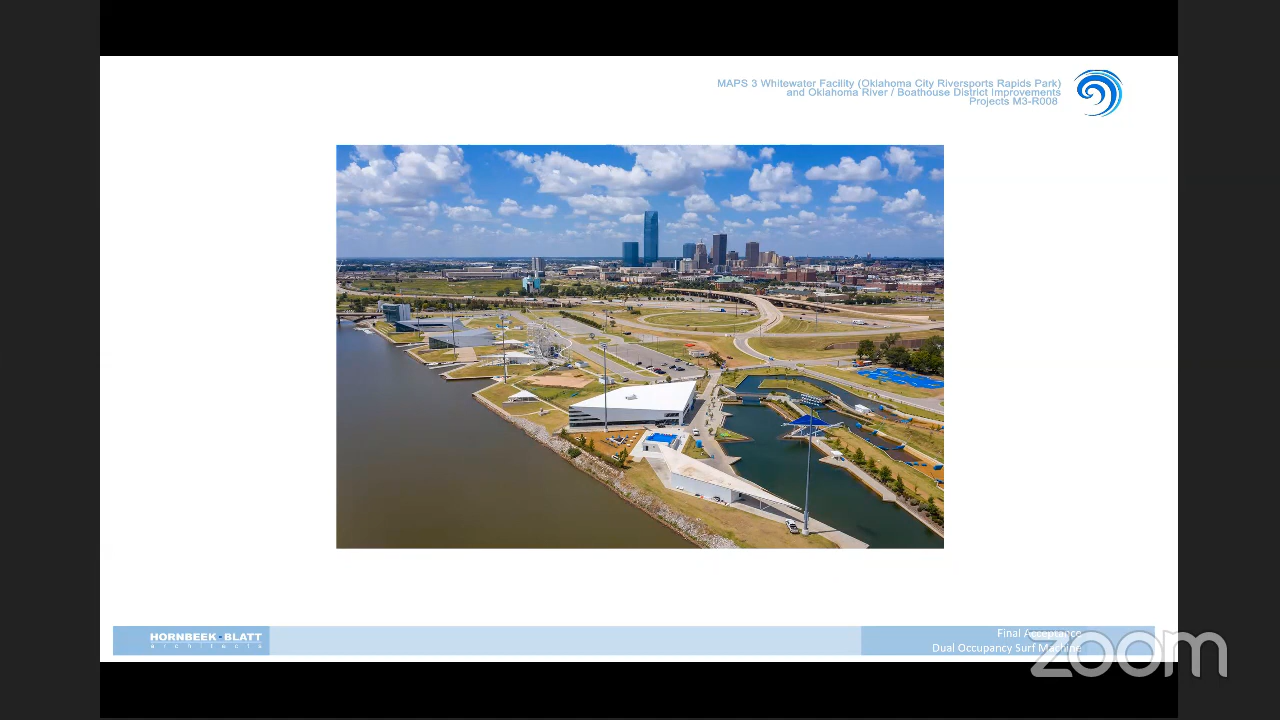 MAPS 3 Whitewater Facility (Oklahoma City Riversports Rapids Park)
and Oklahoma River / Boathouse District Improvements
Projects M3-R008
HORNBEEK - BLATT
architects
Final Acceptance
Dual Occupancy Surf Machine
zoom